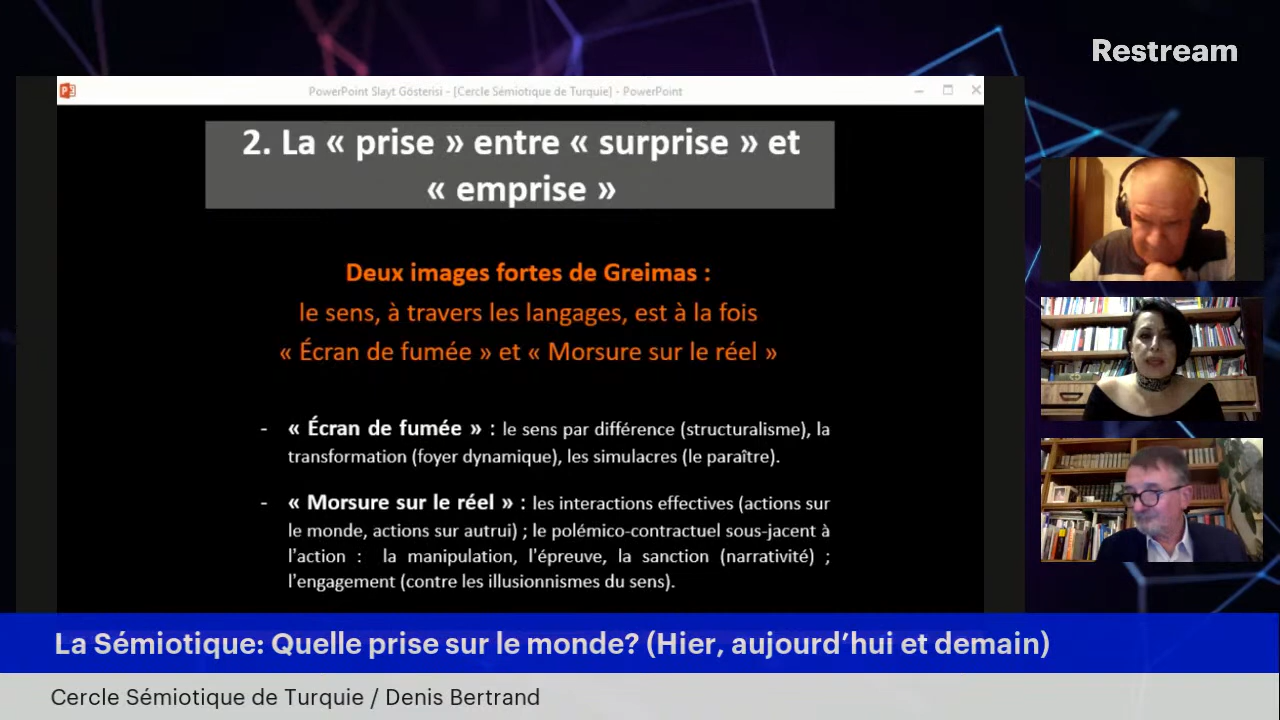 Restream
PowerPoint Slayt Gösterisi - [Cercle Sémiotique de Turquie] - PowerPoint
2. La « prise » entre « surprise » et
« emprise »
Deux images fortes de Greimas :
le sens, à travers les langages, est à la fois
« Écran de fumée » et « Morsure sur le réel »
- « Écran de fumée » : le sens par différence (structuralisme), la
transformation (foyer dynamique), les simulacres (le paraître).
- « Morsure sur le réel » : les interactions effectives (actions sur
le monde, actions sur autrui) ; le polémico-contractuel sous-jacent à
l’action : la manipulation, l’épreuve, la sanction (narrativité) ;
l’engagement (contre les illusionnismes du sens).
La Sémiotique: Quelle prise sur le monde? (Hier, aujourd’hui et demain)
Cercle Sémiotique de Turquie / Denis Bertrand